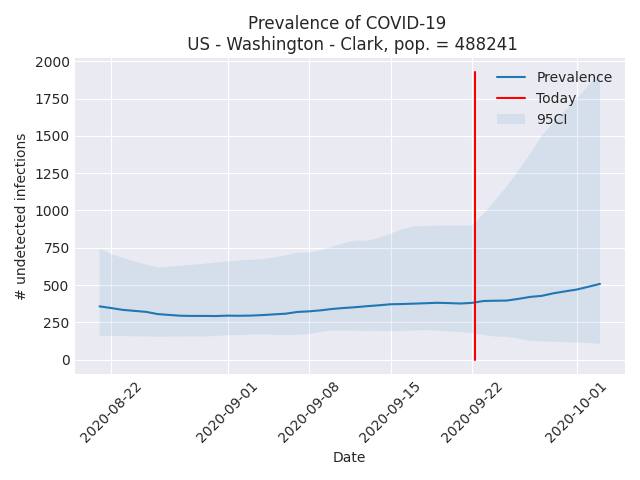 Prevalence of COVID-19
US - Washington - Clark, pop. = 488241
2000
1750
1500
1250
1000
750
500
250
0
# undetected infections
Prevalence
Today
95CI
2020-08-22
2020-09-01
2020-09-08
2020-09-15
2020-09-22
2020-10-01
Date